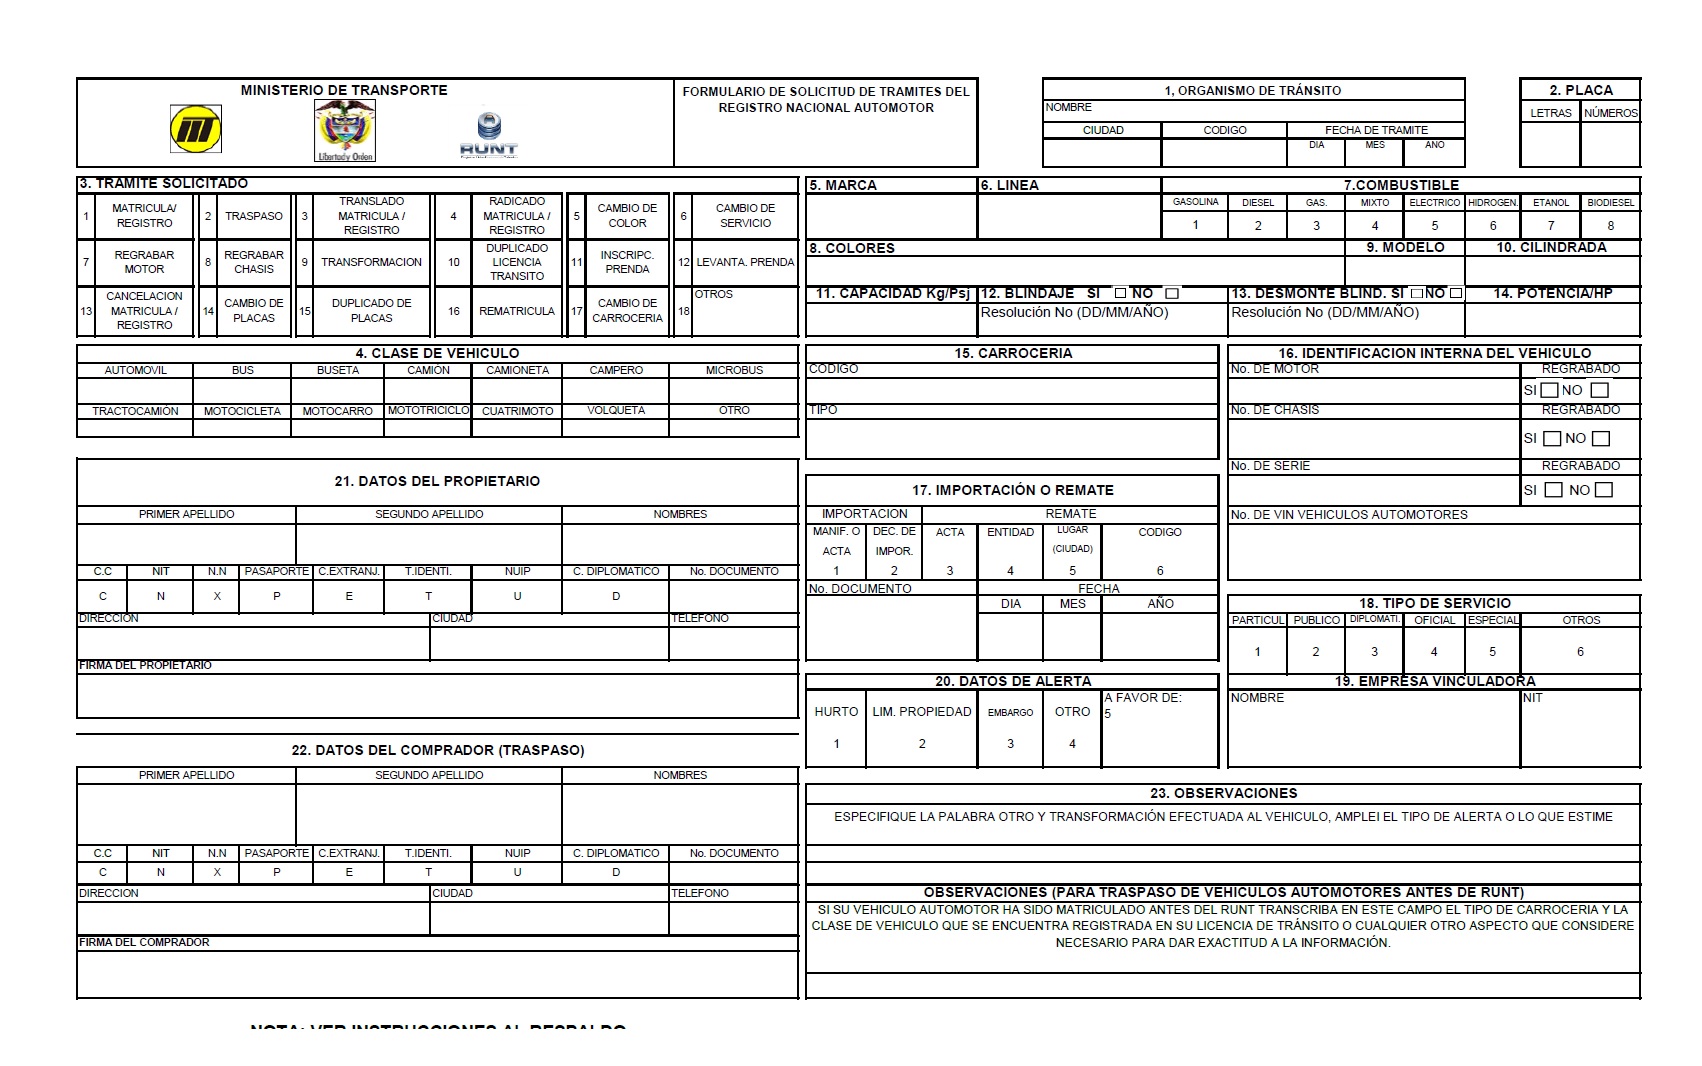 MINISTERIO DE TRANSPORTE
Libertad y Orden
RUNT
FORMULARIO DE SOLICITUD DE TRAMITES DEL
REGISTRO NACIONAL AUTOMOTOR
1, ORGANISMO DE TRÁNSITO
NOMBRE
CIUDAD CODIGO FECHA DE TRAMITE
DIA MES AÑO
2. PLACA
LETRAS NÚMEROS
3. TRAMITE SOLICITADO
1 MATRICULA/
REGISTRO
2 TRASPASO
3 TRANSLADO
MATRICULA /
REGISTRO
4 RADICADO
MATRICULA /
REGISTRO
5 CAMBIO DE
COLOR
6 CAMBIO DE
SERVICIO
7 REGRABAR
MOTOR
8 REGRABAR
CHASIS
9 TRANSFORMACION
10 DUPLICADO
LICENCIA
TRANSITO
11 INSCRIPC.
PRENDA
12 LEVANTA. PRENDA
13 CANCELACION
MATRICULA /
REGISTRO
14 CAMBIO DE
PLACAS
15 DUPLICADO DE
PLACAS
16 REMATRICULA
17 CAMBIO DE
CARROCERIA
18 OTROS
5. MARCA 6. LINEA 7.COMBUSTIBLE
GASOLINA DIESEL GAS. MIXTO ELECTRICO HIDROGEN. ETANOL BIODIESEL
1 2 3 4 5 6 7 8
8. COLORES 9. MODELO 10. CILINDRADA
11. CAPACIDAD Kg/Psj 12. BLINDAJE SI NO 13. DESMONTE BLIND. SI NO 14. POTENCIA/HP
Resolución No (DD/MM/AÑO) Resolución No (DD/MM/AÑO)
4. CLASE DE VEHICULO
AUTOMOVIL BUS BUSETA CAMIÓN CAMIONETA CAMPERO MICROBUS
TRACTOCAMIÓN MOTOCICLETA MOTOCARRO MOTOTRICICLO CUATRIMOTO VOLQUETA OTRO
15. CARROCERIA
CODIGO
TIPO
16. IDENTIFICACION INTERNA DEL VEHICULO
No. DE MOTOR REGRABADO
SI NO
No. DE CHASIS REGRABADO
SI NO
No. DE SERIE REGRABADO
SI NO
No. DE VIN VEHICULOS AUTOMOTORES
21. DATOS DEL PROPIETARIO
PRIMER APELLIDO SEGUNDO APELLIDO NOMBRES
C.C NIT N.N PASAPORTE C.EXTRANJ. T.IDENTI. NUIP C. DIPLOMATICO No. DOCUMENTO
C N X P E T U D
DIRECCION CIUDAD TELEFONO
FIRMA DEL PROPIETARIO
17. IMPORTACIÓN O REMATE
IMPORTACION REMATE
MANIF. O
ACTA
1
DEC. DE
IMPOR.
2
ACTA
3
ENTIDAD
4
LUGAR
(CIUDAD)
5
CODIGO
6
No. DOCUMENTO FECHA
DIA MES AÑO
18. TIPO DE SERVICIO
PARTICUL PUBLICO DIPLOMATI. OFICIAL ESPECIAL OTROS
1 2 3 4 5 6
20. DATOS DE ALERTA
HURTO LIM. PROPIEDAD EMBARGO OTRO A FAVOR DE:
5
1 2 3 4
19. EMPRESA VINCULADORA
NOMBRE NIT
22. DATOS DEL COMPRADOR (TRASPASO)
PRIMER APELLIDO SEGUNDO APELLIDO NOMBRES
C.C NIT N.N PASAPORTE C.EXTRANJ. T.IDENTI. NUIP C. DIPLOMATICO No. DOCUMENTO
C N X P E T U D
DIRECCION CIUDAD TELEFONO
FIRMA DEL COMPRADOR
23. OBSERVACIONES
ESPECIFIQUE LA PALABRA OTRO Y TRANSFORMACIÓN EFECTUADA AL VEHICULO, AMPLEI EL TIPO DE ALERTA O LO QUE ESTIME
OBSERVACIONES (PARA TRASPASO DE VEHICULOS AUTOMOTORES ANTES DE RUNT)
SI SU VEHICULO AUTOMOTOR HA SIDO MATRICULADO ANTES DEL RUNT TRANSCRIBA EN ESTE CAMPO EL TIPO DE CARROCERIA Y LA
CLASE DE VEHICULO QUE SE ENCUENTRA REGISTRADA EN SU LICENCIA DE TRÁNSITO O CUALQUIER OTRO ASPECTO QUE CONSIDERE
NECESARIO PARA DAR EXACTITUD A LA INFORMACIÓN.
NOTA: VER INSTRUCCIONES AL RESPALDO